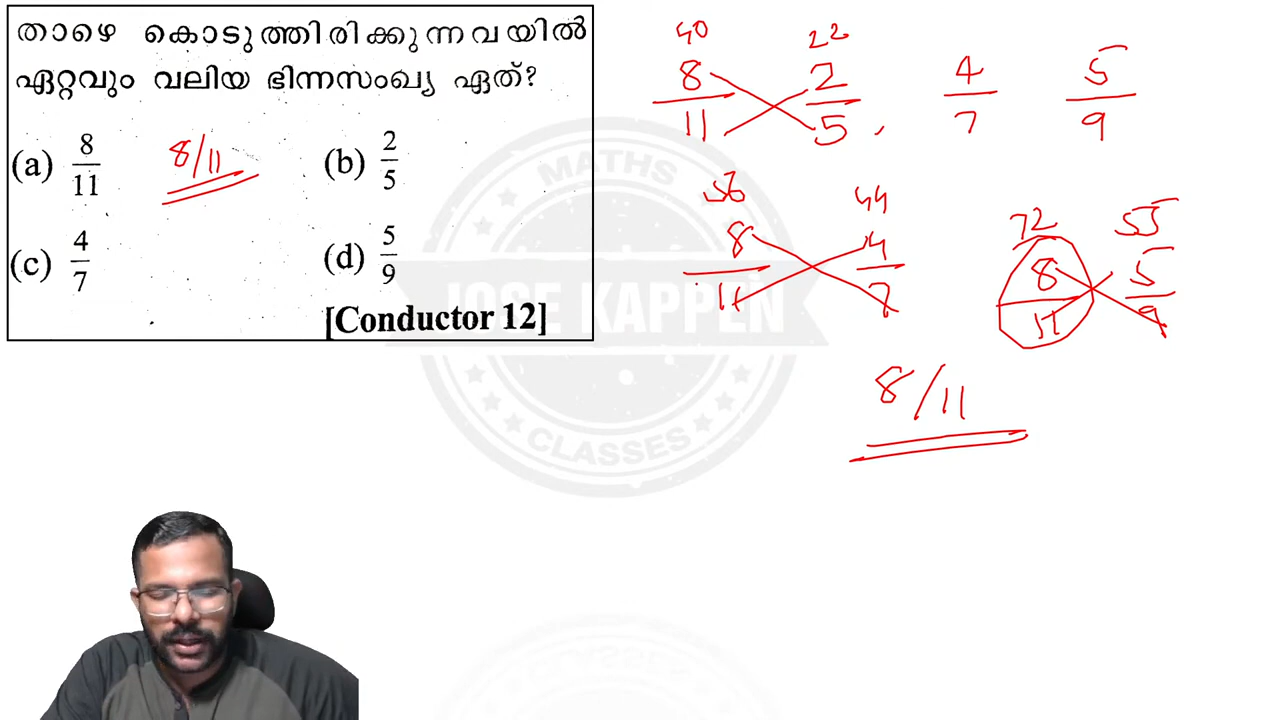 താഴെ കൊടുത്തിരിക്കുന്നവയിൽ
ഏറ്റവും വലിയ ഭിന്നസംഖ്യ ഏത്?
(a) 8/11 8/11 (b) 2/5
(c) 4/7 (d) 5/9
[Conductor 12]
40 22
8/11 2/5 , 4/7 5/9
56 44
8/11 4/7
72 55
8/11 5/9
8/11
MATHS
JOSE KAPPEN
CLASSES